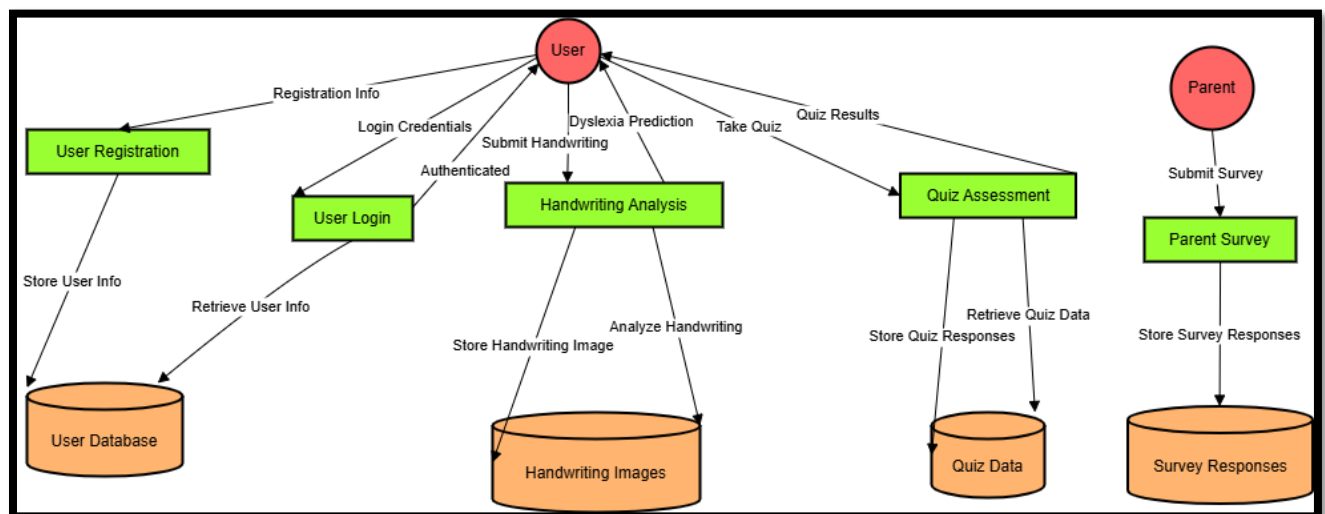 User
Parent
Registration Info
Login Credentials
Dyslexia Prediction
Submit Handwriting
Take Quiz
Quiz Results
Authenticated
Submit Survey
User Registration
User Login
Handwriting Analysis
Quiz Assessment
Parent Survey
Store User Info
Retrieve User Info
Store Handwriting Image
Analyze Handwriting
Store Quiz Responses
Retrieve Quiz Data
Store Survey Responses
User Database
Handwriting Images
Quiz Data
Survey Responses